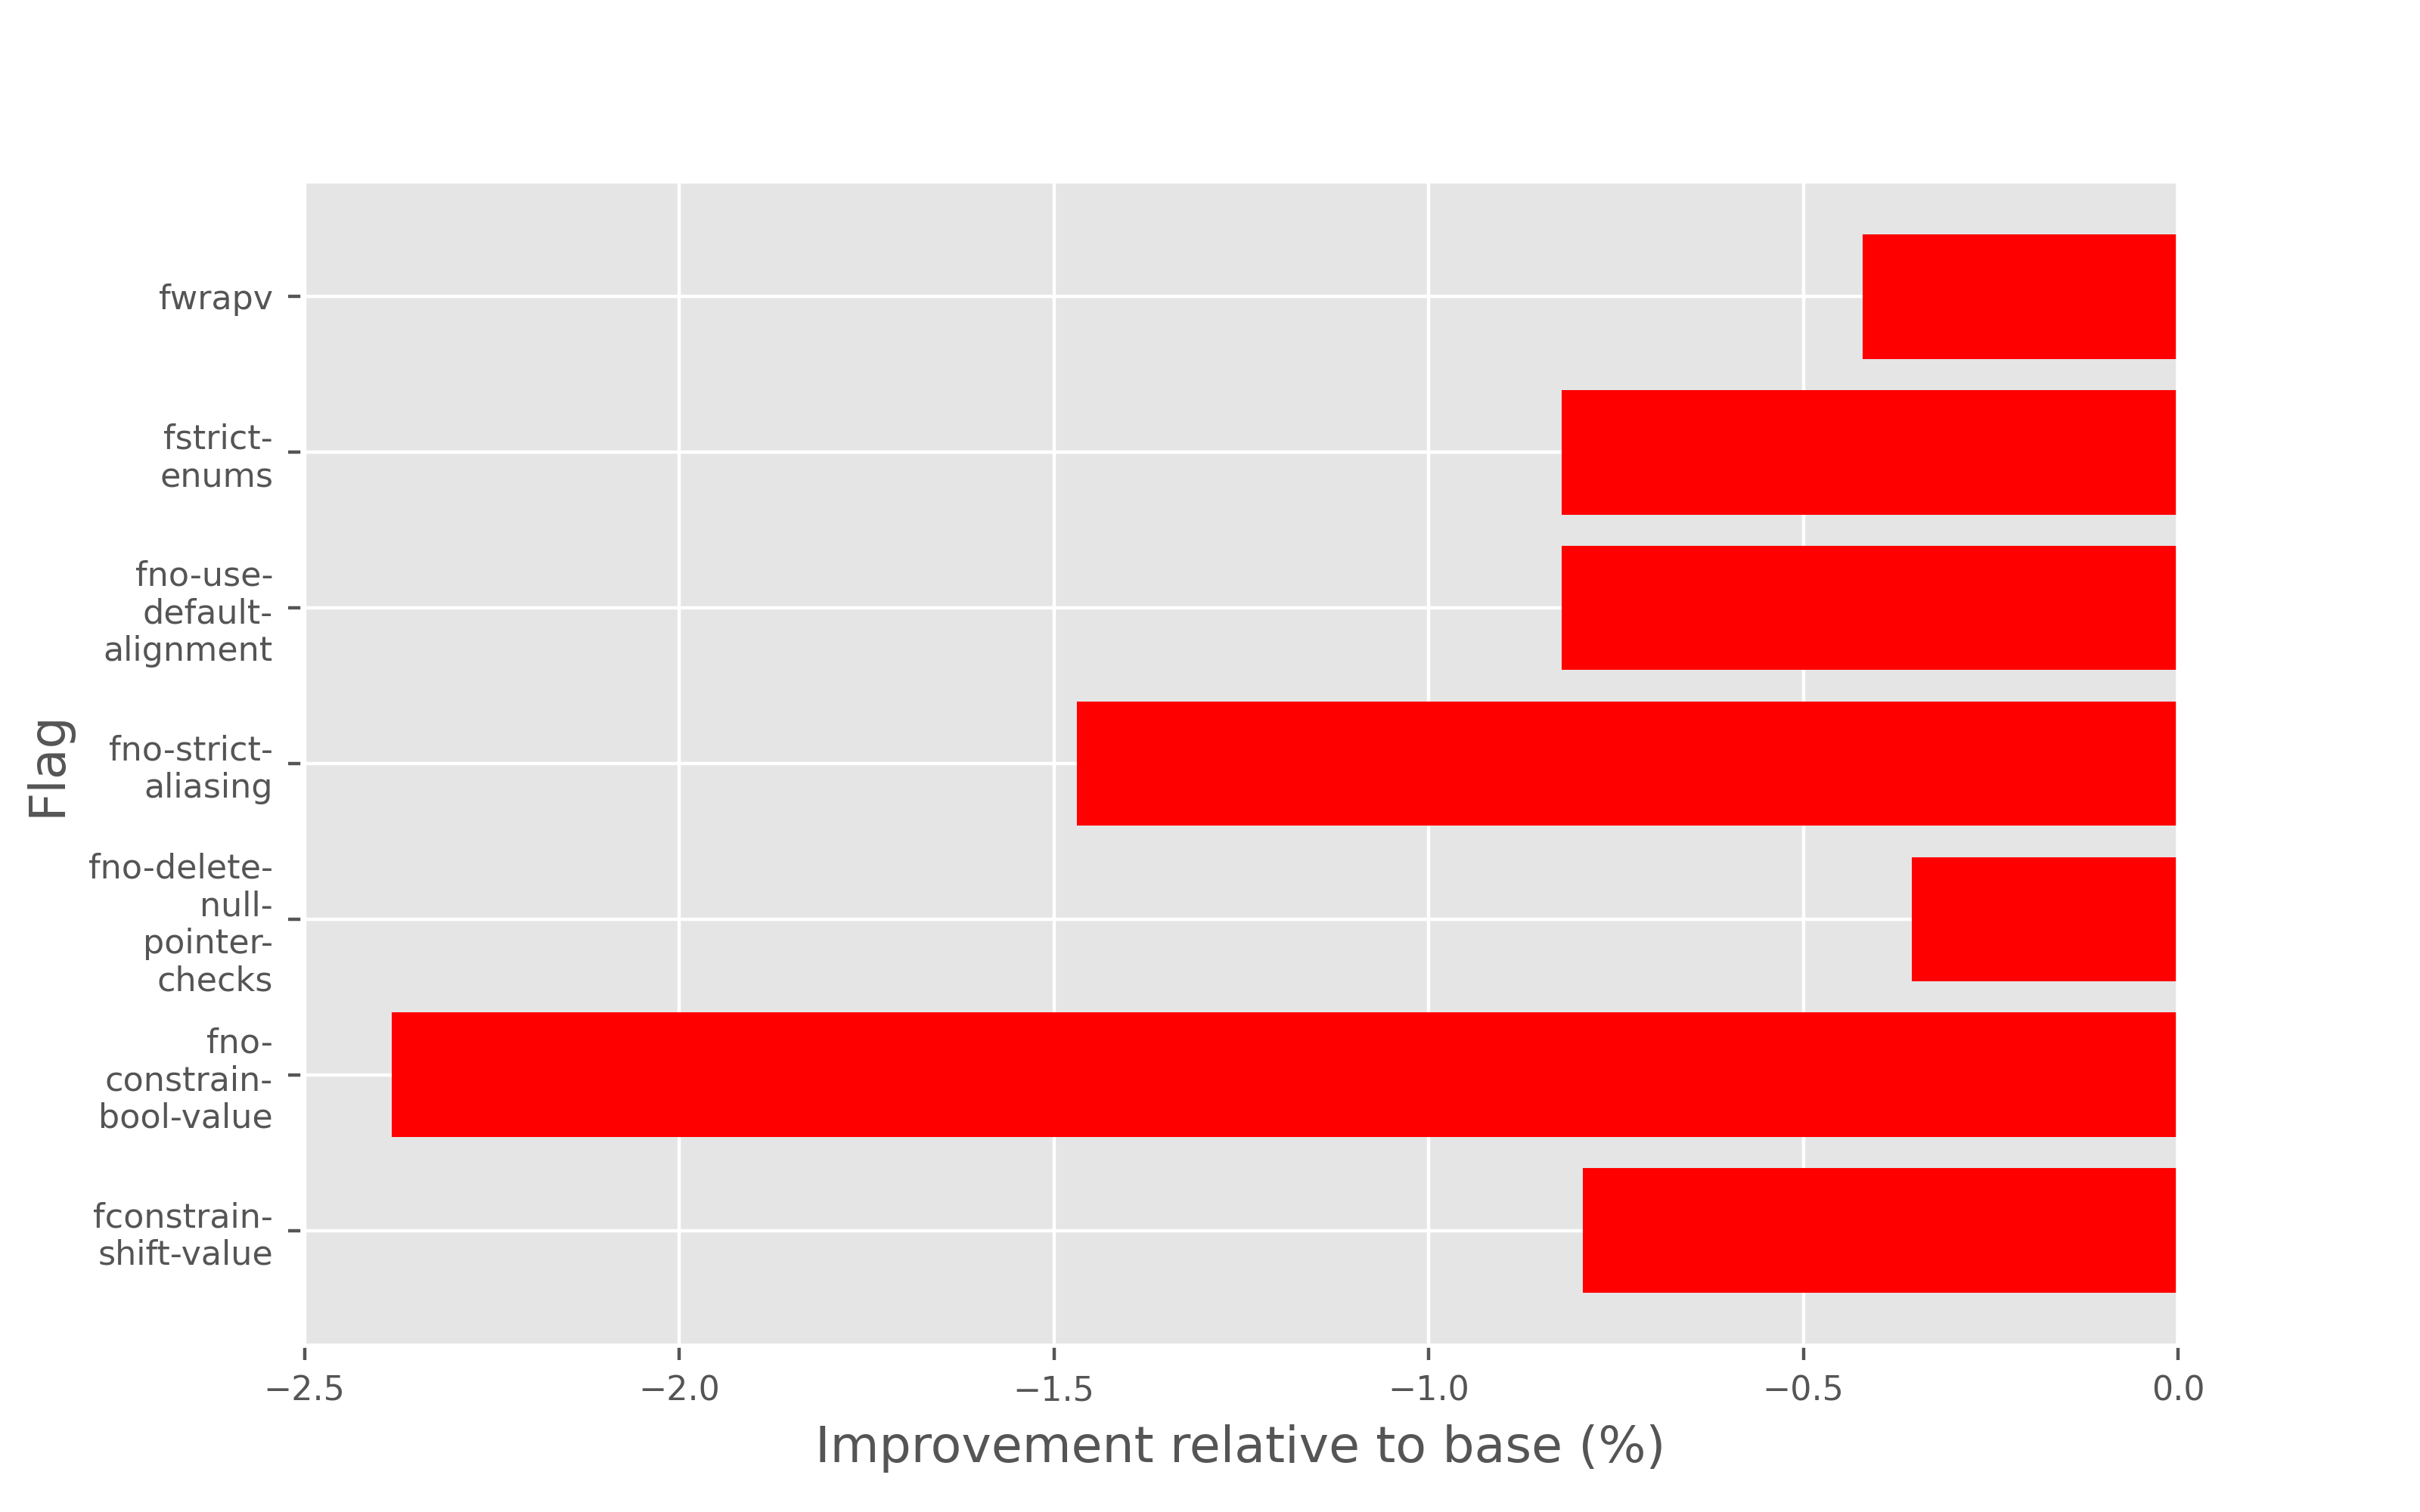 fwrapv
fstrict-
enums
fno-use-
default-
alignment
fno-strict-
aliasing
fno-delete-
null-
pointer-
checks
fno-
constrain-
bool-value
fconstrain-
shift-value
Flag
−2.5 −2.0 −1.5 −1.0 −0.5 0.0
Improvement relative to base (%)